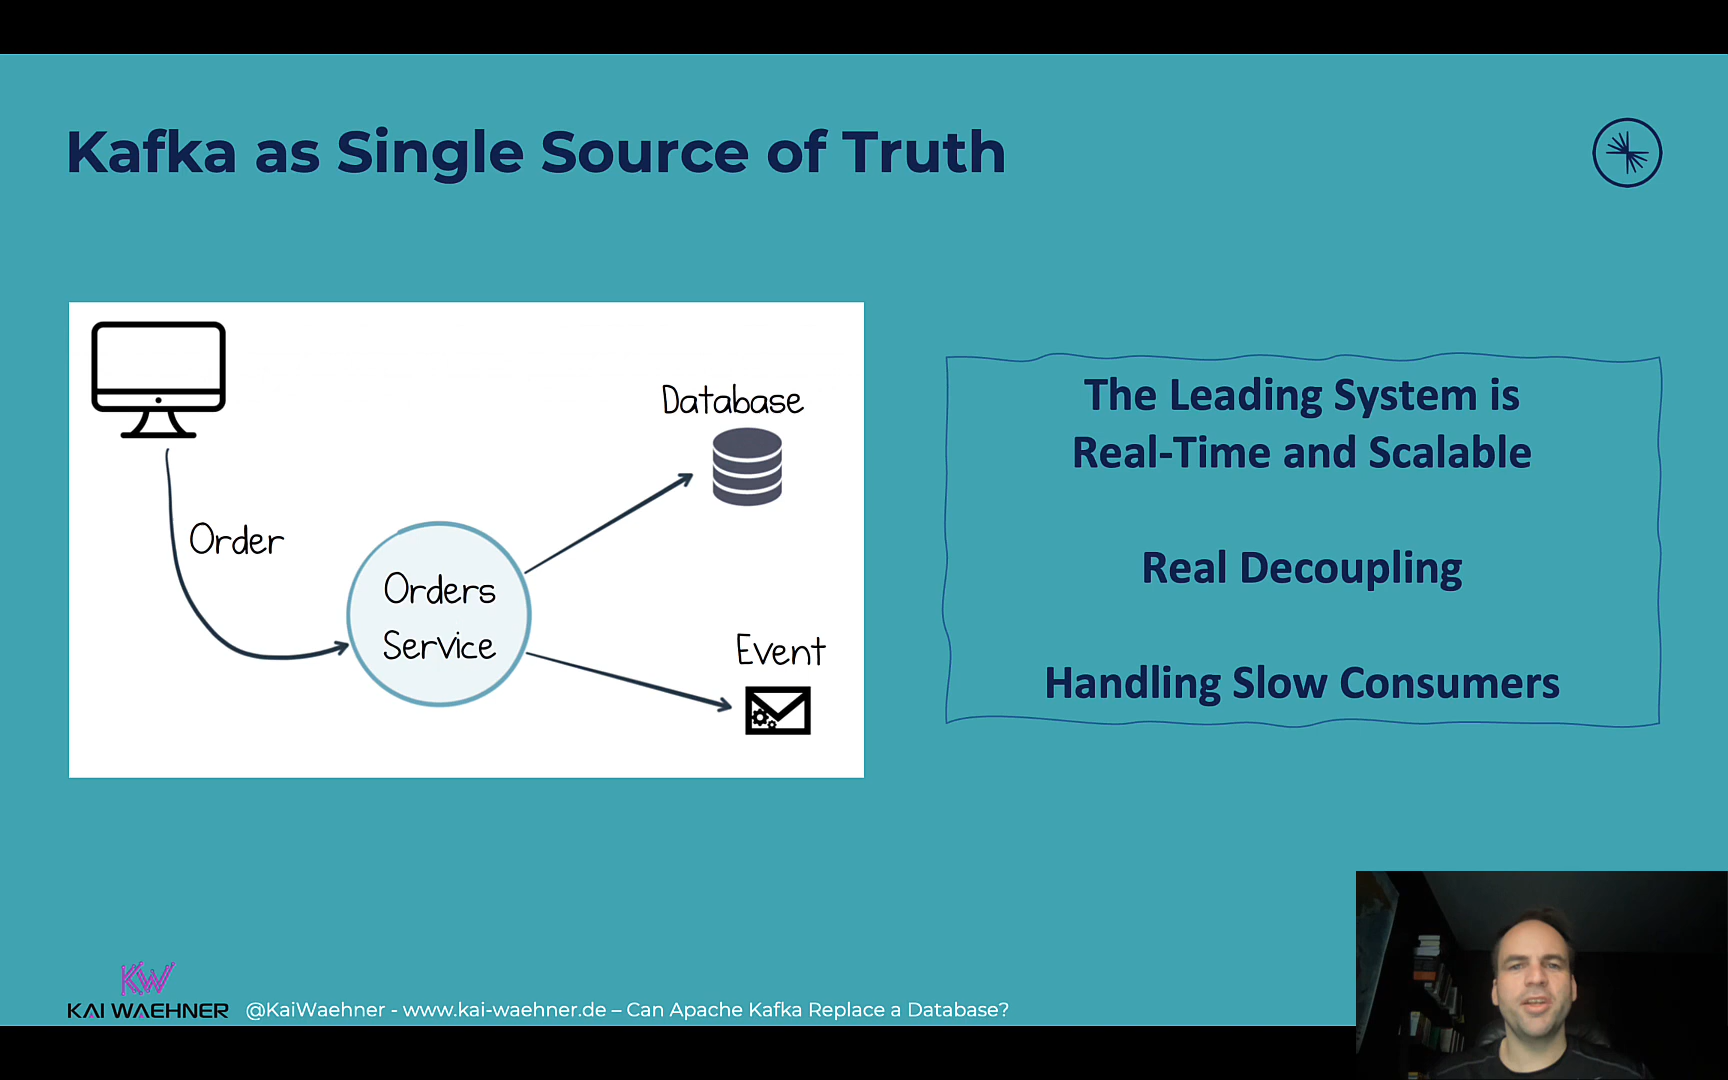 Kafka as Single Source of Truth
Database
Order
Orders
Service
Event
The Leading System is
Real-Time and Scalable
Real Decoupling
Handling Slow Consumers
KW
KAI WAEHNER
@KaiWaehner - www.kai-waehner.de – Can Apache Kafka Replace a Database?